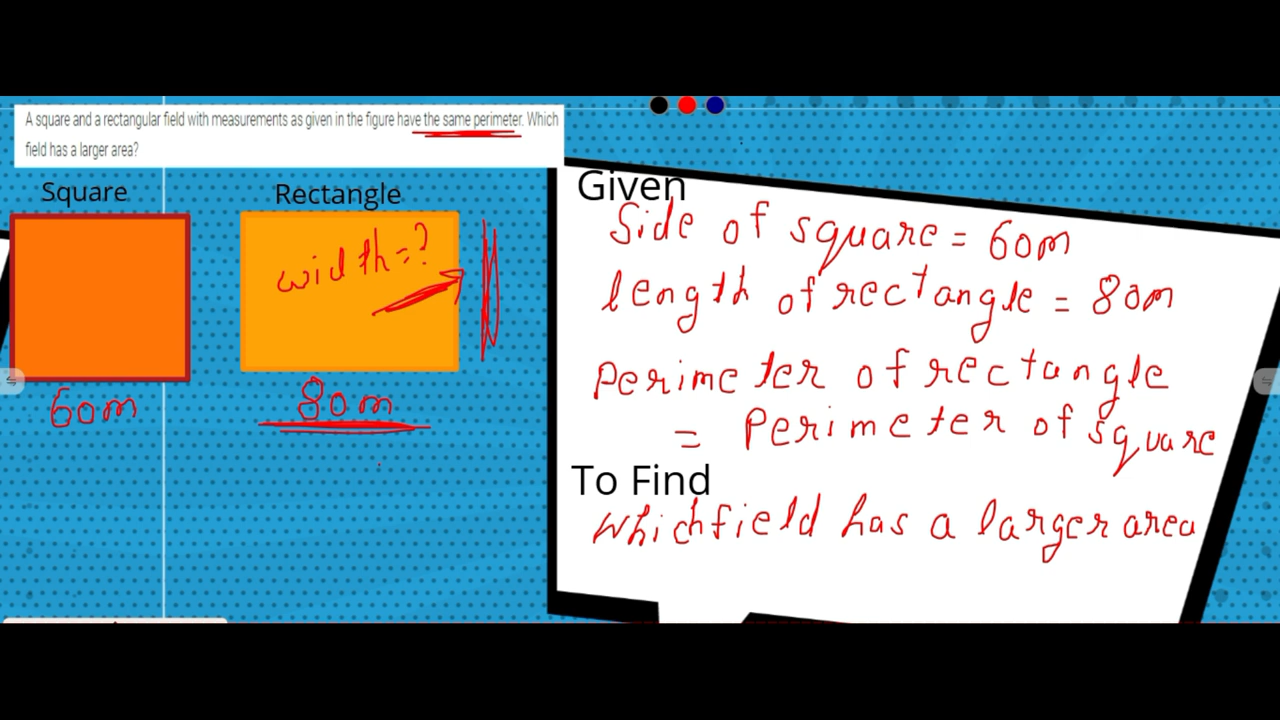 A square and a rectangular field with measurements as given in the figure have the same perimeter. Which
field has a larger area?
Square
Rectangle
width=?
60m
80m
Given
Side of square = 60m
length of rectangle = 80m
Perimeter of rectangle
= Perimeter of square
To Find
Which field has a larger area